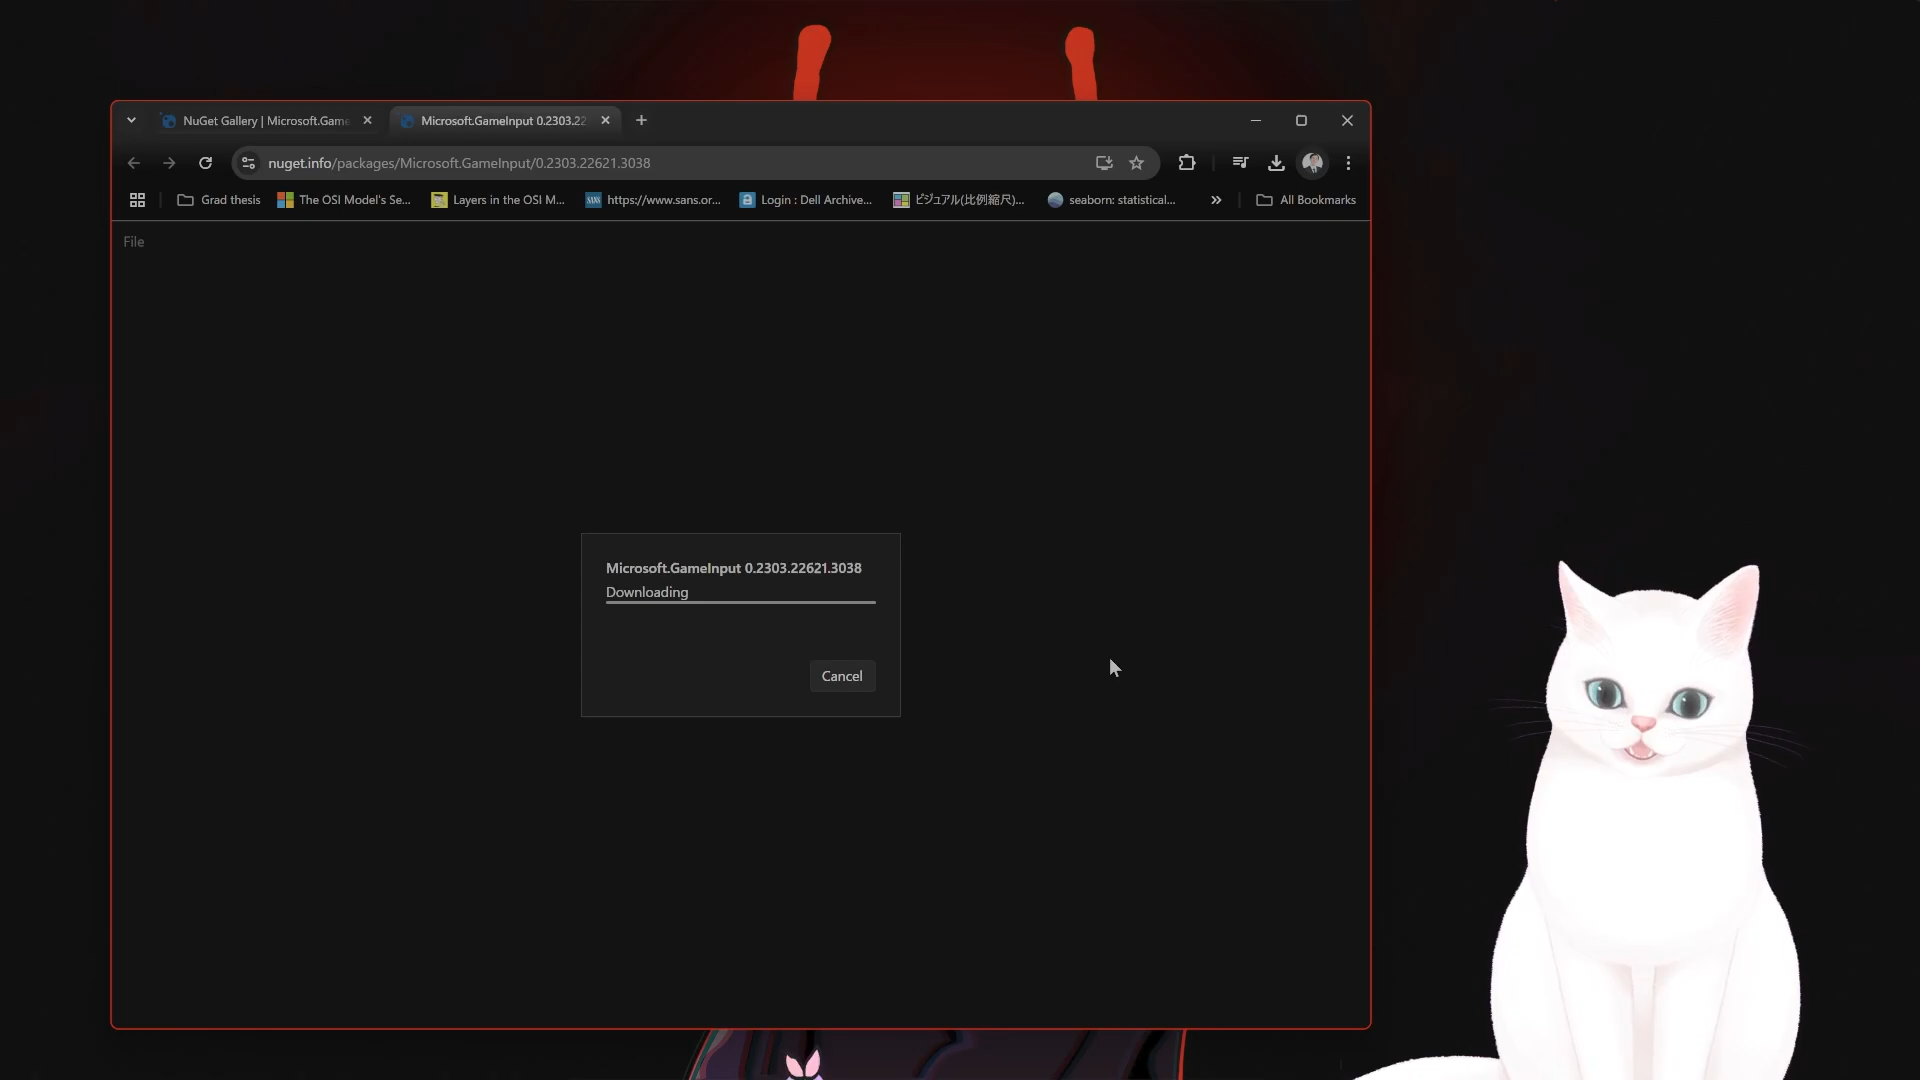 NuGet Gallery | Microsoft.Game
Microsoft.GameInput 0.2303.22
nuget.info/packages/Microsoft.GameInput/0.2303.22621.3038
Grad thesis
The OSI Model's Se...
Layers in the OSI M...
https://www.sans.or...
Login : Dell Archive...
ビジュアル(比例縮尺)...
seaborn: statistical...
All Bookmarks
File
Microsoft.GameInput 0.2303.22621.3038
Downloading
Cancel